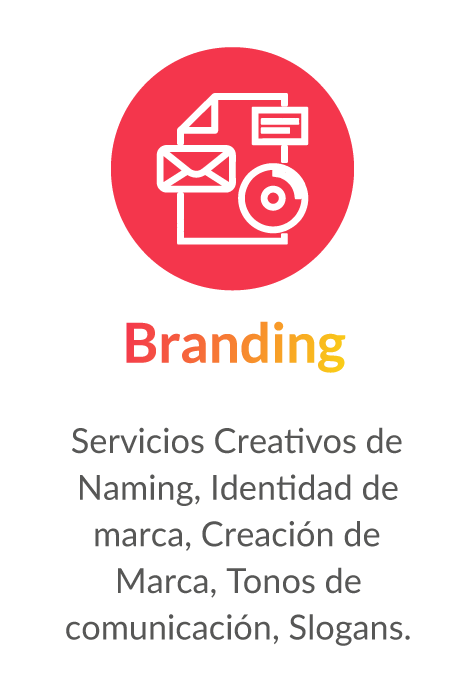 Branding
Servicios Creativos de
Naming, Identidad de
marca, Creación de
Marca, Tonos de
comunicación, Slogans.